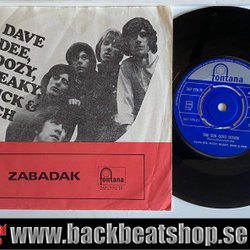 DAVE
DEE,
DOZY,
BEAKY,
MICK &
TICH
ZABADAK
fontana
fontana
THE SUN GOES DOWN
www.backbeatshop.se